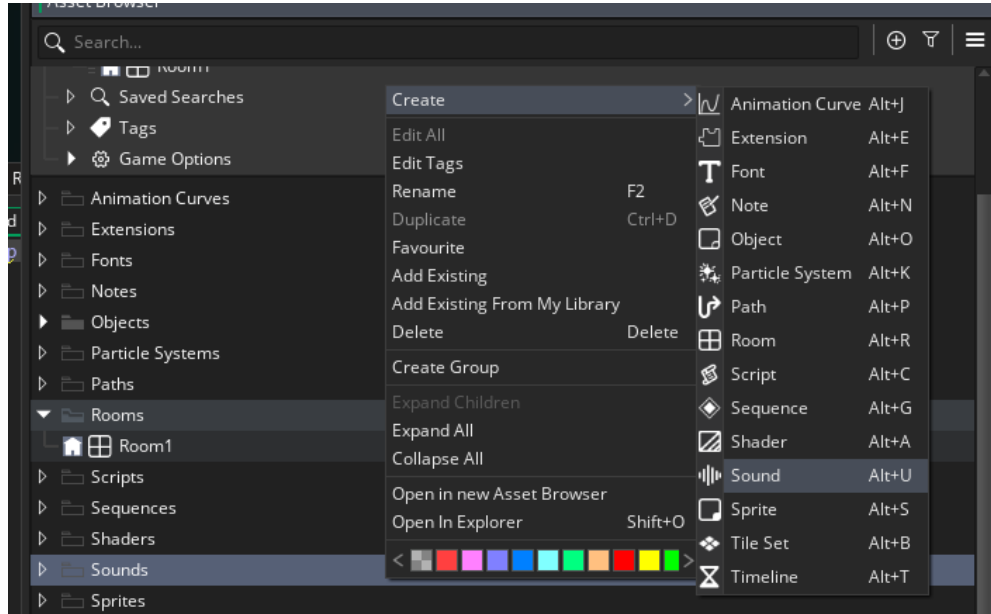 Asset Browser
Search...
Room1
Saved Searches
Tags
Game Options
Animation Curves
Extensions
Fonts
Notes
Objects
Particle Systems
Paths
Rooms
Room1
Scripts
Sequences
Shaders
Sounds
Sprites
Create >
Edit All
Edit Tags
Rename F2
Duplicate Ctrl+D
Favourite
Add Existing
Add Existing From My Library
Delete Delete
Create Group
Expand Children
Expand All
Collapse All
Open in new Asset Browser
Open In Explorer Shift+O
< >
Animation Curve Alt+J
Extension Alt+E
Font Alt+F
Note Alt+N
Object Alt+O
Particle System Alt+K
Path Alt+P
Room Alt+R
Script Alt+C
Sequence Alt+G
Shader Alt+A
Sound Alt+U
Sprite Alt+S
Tile Set Alt+B
Timeline Alt+T